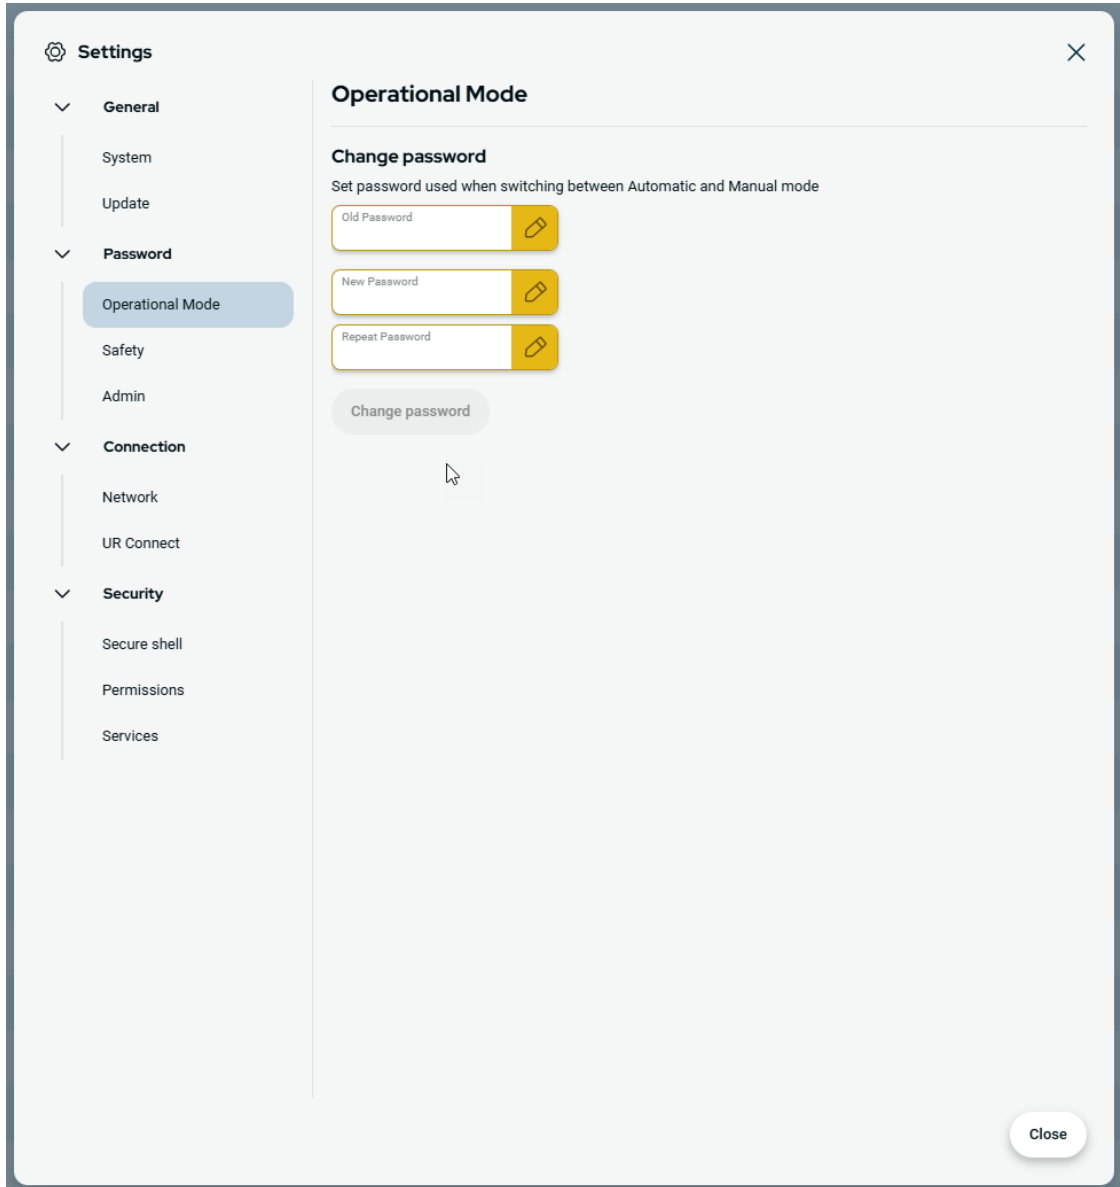 Settings
General
System
Update
Password
Operational Mode
Safety
Admin
Connection
Network
UR Connect
Security
Secure shell
Permissions
Services
Operational Mode
Change password
Set password used when switching between Automatic and Manual mode
Old Password
New Password
Repeat Password
Change password
Close